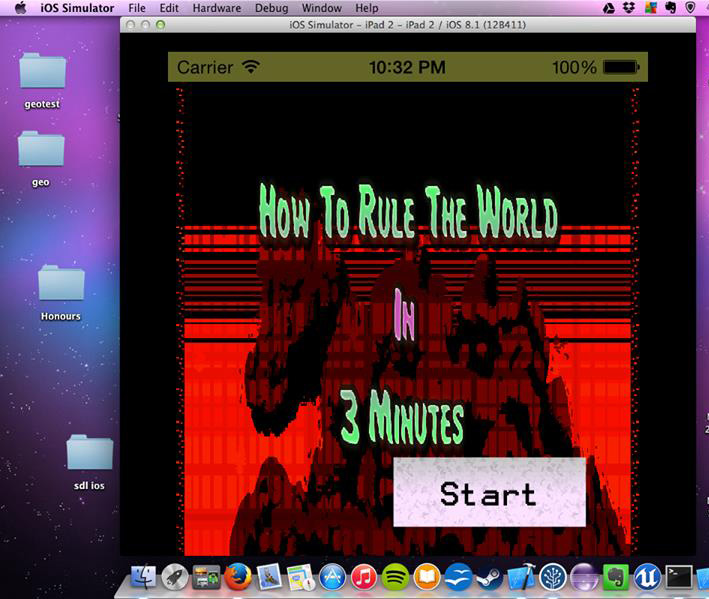 iOS Simulator File Edit Hardware Debug Window Help
iOS Simulator - iPad 2 - iPad 2 / iOS 8.1 (12B411)
Carrier 10:32 PM 100%
geotest
geo
How To Rule The World
Honours
In
3 Minutes
sdl ios
Start